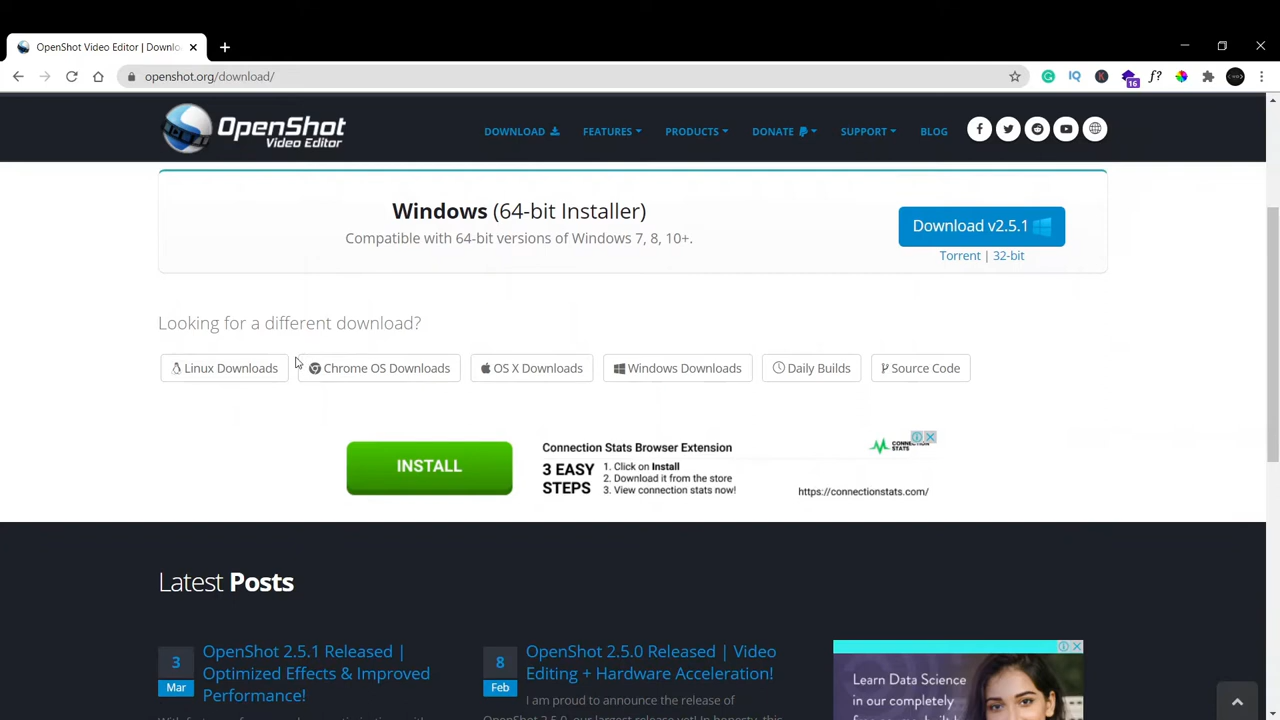 OpenShot Video Editor | Downlo
openshot.org/download/
IQ
K
16
f?
OpenShot
Video Editor
DOWNLOAD
FEATURES
PRODUCTS
DONATE
SUPPORT
BLOG
Windows (64-bit Installer)
Compatible with 64-bit versions of Windows 7, 8, 10+.
Download v2.5.1
Torrent | 32-bit
Looking for a different download?
Linux Downloads
Chrome OS Downloads
OS X Downloads
Windows Downloads
Daily Builds
Source Code
INSTALL
Connection Stats Browser Extension
3 EASY
STEPS
1. Click on Install
2. Download it from the store
3. View connection stats now!
https://connectionstats.com/
Latest Posts
3
Mar
OpenShot 2.5.1 Released |
Optimized Effects & Improved
Performance!
8
Feb
OpenShot 2.5.0 Released | Video
Editing + Hardware Acceleration!
I am proud to announce the release of
Learn Data Science
in our completely